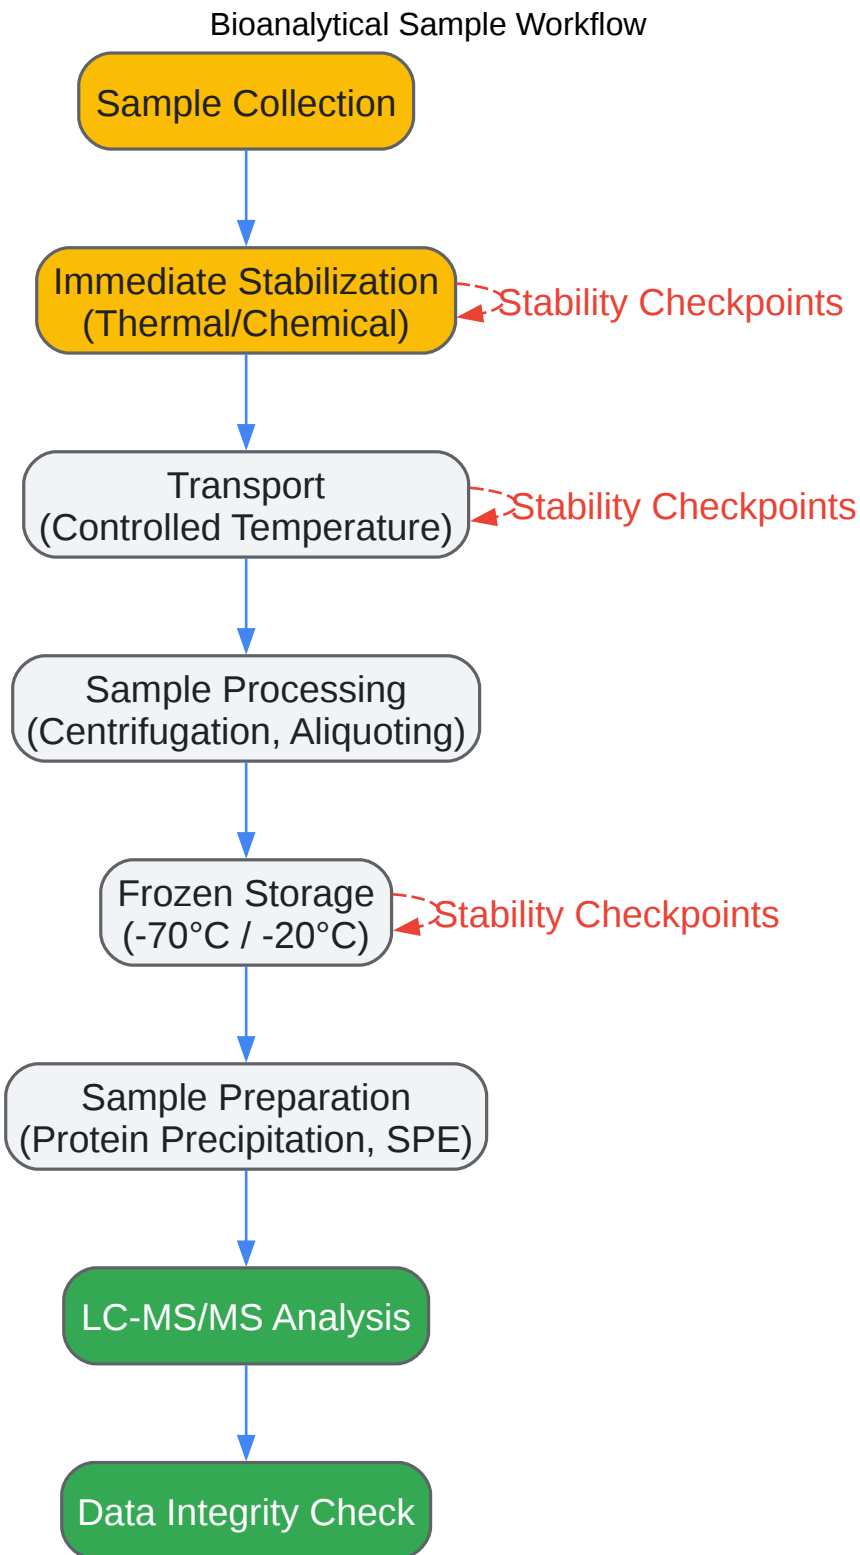 Bioanalytical Sample Workflow
Sample Collection
Immediate Stabilization
(Thermal/Chemical)
Stability Checkpoints
Transport
(Controlled Temperature)
Stability Checkpoints
Sample Processing
(Centrifugation, Aliquoting)
Frozen Storage
(-70°C / -20°C)
Stability Checkpoints
Sample Preparation
(Protein Precipitation, SPE)
LC-MS/MS Analysis
Data Integrity Check